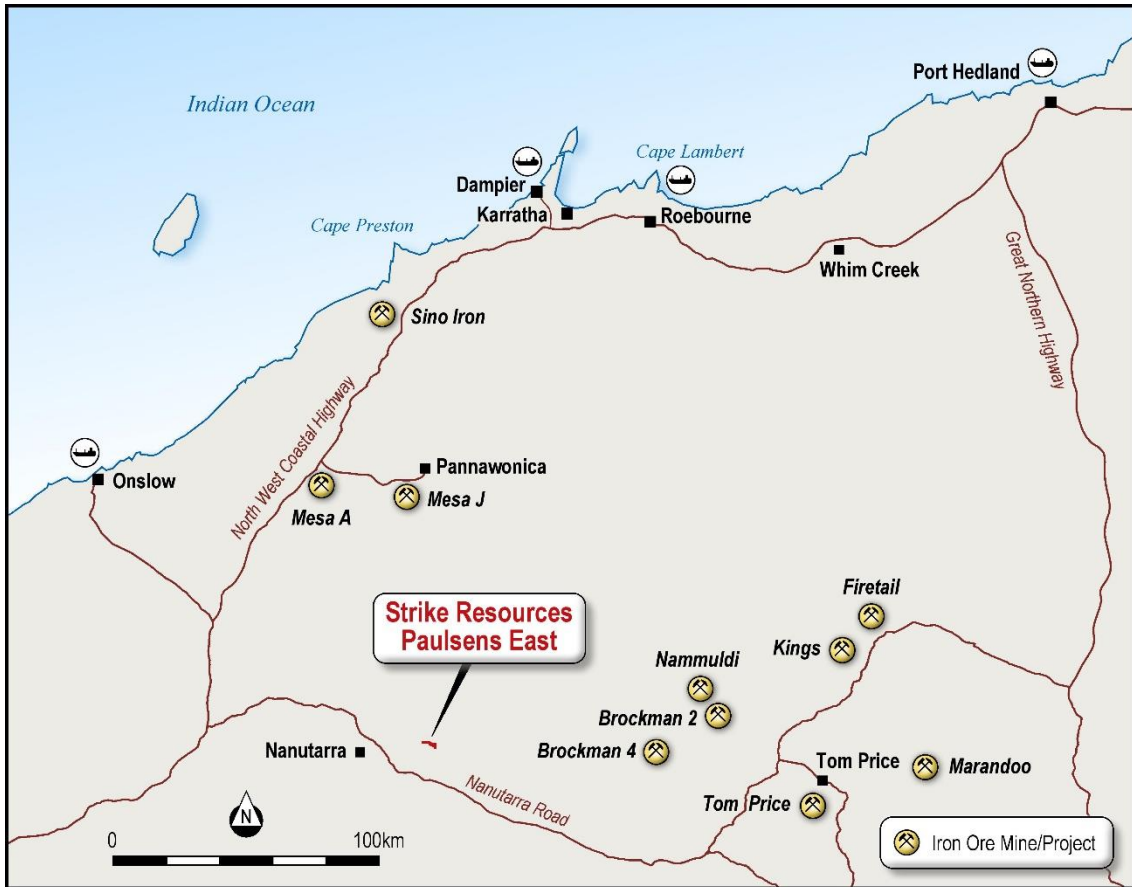 Port Hedland
Indian Ocean
Cape Lambert
Dampier
Karratha
Roebourne
Cape Preston
Whim Creek
Great Northern Highway
Sino Iron
North West Coastal Highway
Pannawonica
Onslow
Mesa A
Mesa J
Strike Resources
Paulsens East
Firetail
Kings
Nammuldi
Brockman 2
Brockman 4
Nanutarra
Nanutarra Road
Tom Price
Marandoo
Tom Price
N
0
100km
Iron Ore Mine/Project